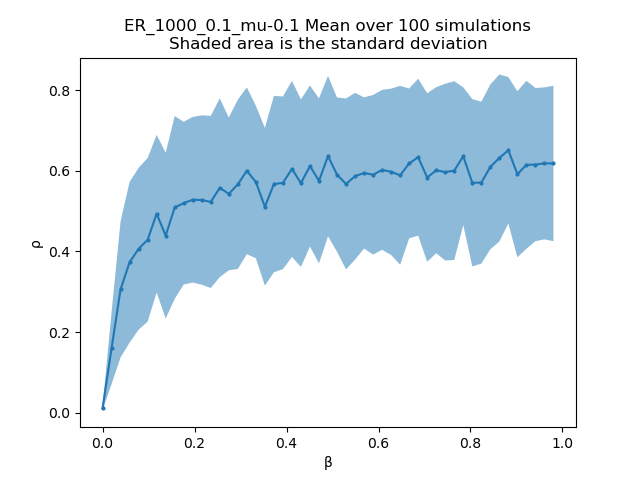 ER_1000_0.1_mu-0.1 Mean over 100 simulations
Shaded area is the standard deviation
0.8
0.6
ρ
0.4
0.2
0.0
0.0 0.2 0.4 0.6 0.8 1.0
β